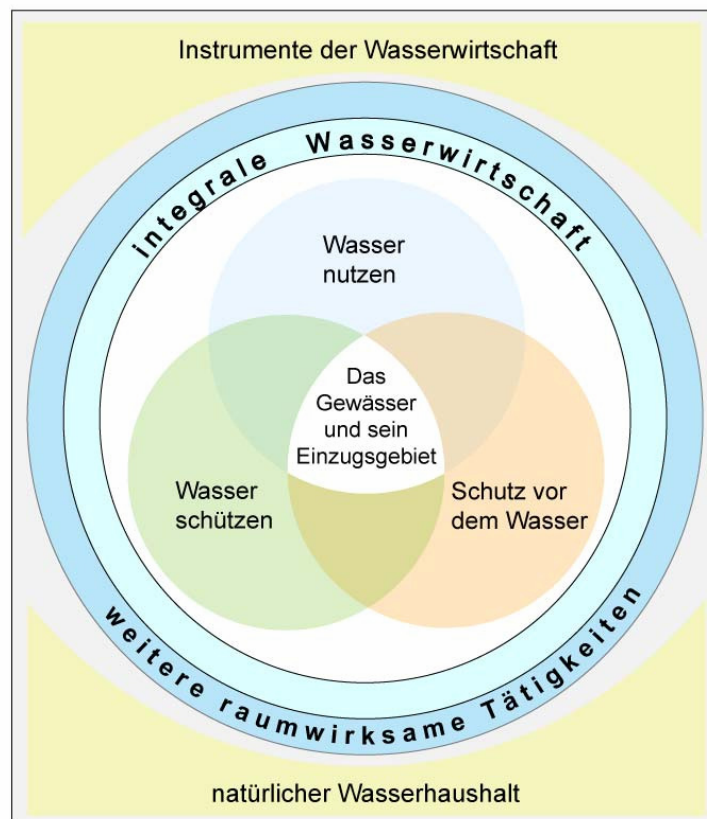 Instrumente der Wasserwirtschaft
integrale Wasserwirtschaft
Wasser
nutzen
Das
Gewässer
und sein
Einzugsgebiet
Wasser
schützen
Schutz vor
dem Wasser
weitere raumwirksame Tätigkeiten
natürlicher Wasserhaushalt